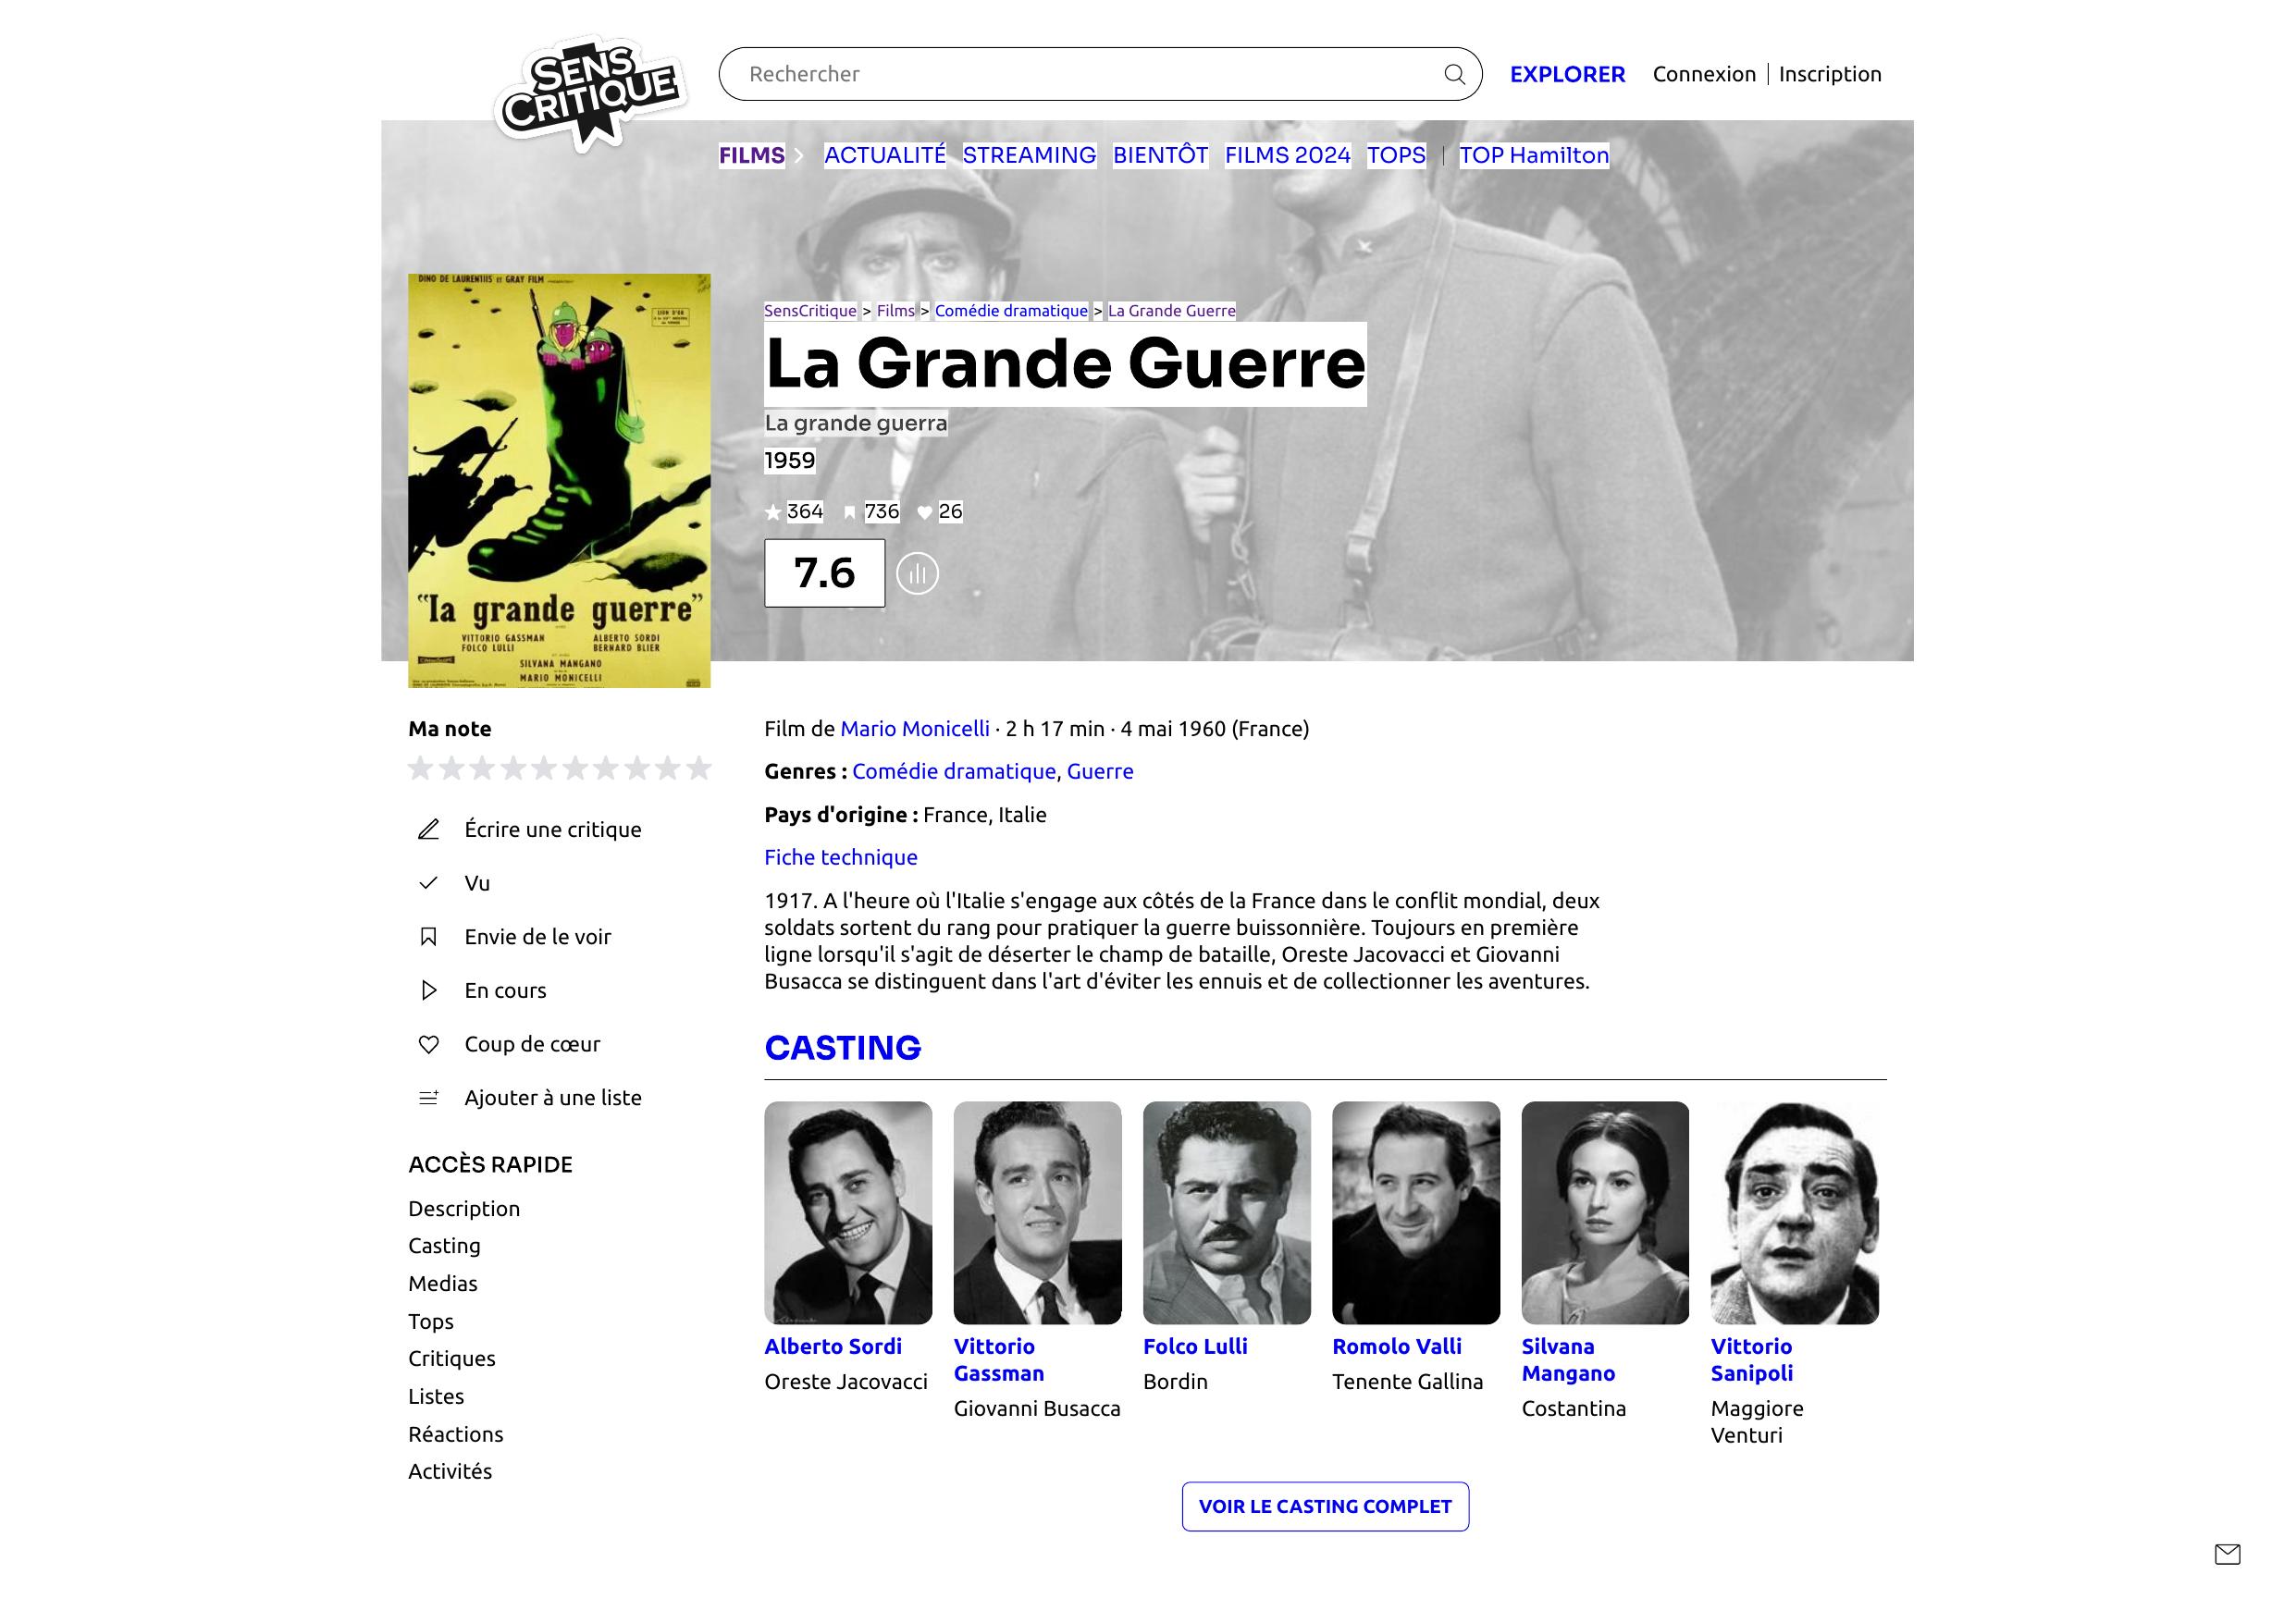 SENS
CRITIQUE
Rechercher
EXPLORER
Connexion
Inscription
FILMS
ACTUALITÉ
STREAMING
BIENTÔT
FILMS 2024
TOPS
TOP Hamilton
DINO DE LAURENTIIS et GRAY FILM
"la grande guerre"
VITTORIO GASSMAN ALBERTO SORDI
FOLCO LULLI BERNARD BLIER
SILVANA MANGANO
MARIO MONICELLI
SensCritique > Films > Comédie dramatique > La Grande Guerre
La Grande Guerre
La grande guerra
1959
364 736 26
7.6
Ma note
Écrire une critique
Vu
Envie de le voir
En cours
Coup de cœur
Ajouter à une liste
ACCÈS RAPIDE
Description
Casting
Medias
Tops
Critiques
Listes
Réactions
Activités
Film de Mario Monicelli · 2 h 17 min · 4 mai 1960 (France)
Genres : Comédie dramatique, Guerre
Pays d'origine : France, Italie
Fiche technique
1917. A l'heure où l'Italie s'engage aux côtés de la France dans le conflit mondial, deux
soldats sortent du rang pour pratiquer la guerre buissonnière. Toujours en première
ligne lorsqu'il s'agit de déserter le champ de bataille, Oreste Jacovacci et Giovanni
Busacca se distinguent dans l'art d'éviter les ennuis et de collectionner les aventures.
CASTING
Alberto Sordi
Oreste Jacovacci
Vittorio
Gassman
Giovanni Busacca
Folco Lulli
Bordin
Romolo Valli
Tenente Gallina
Silvana
Mangano
Costantina
Vittorio
Sanipoli
Maggiore
Venturi
VOIR LE CASTING COMPLET